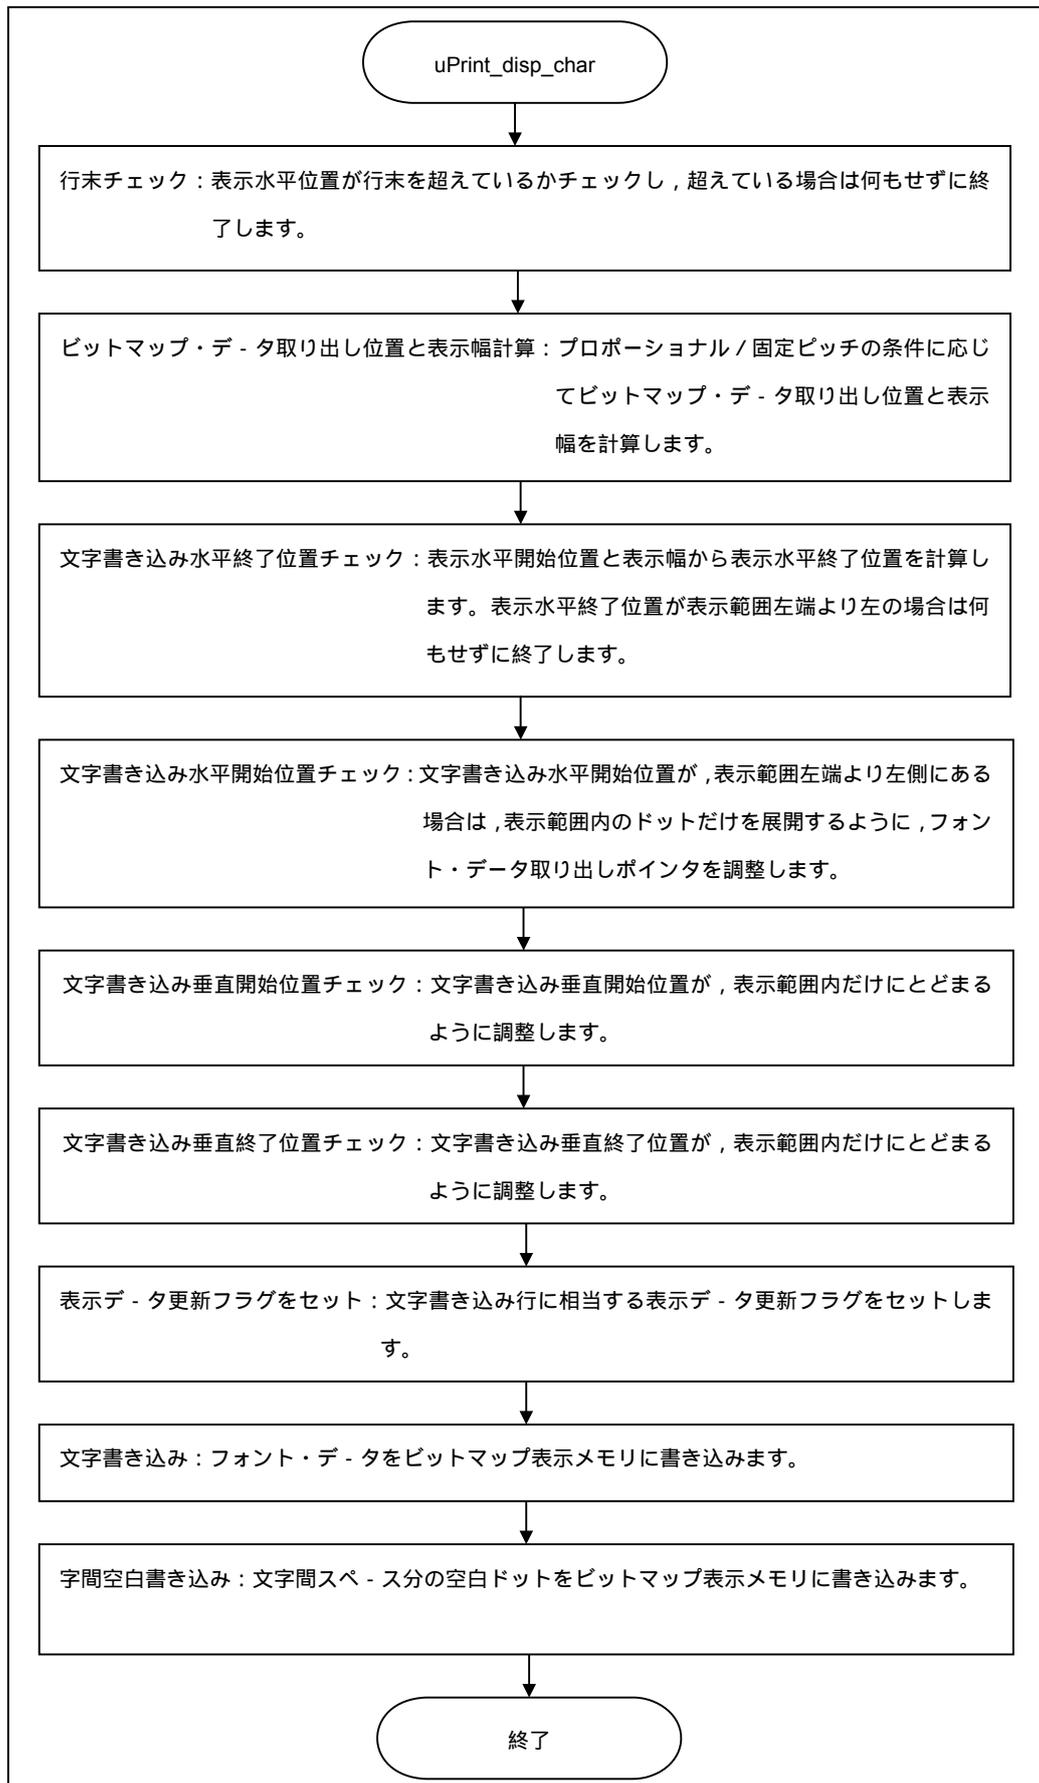 uPrint_disp_char
行末チェック：表示水平位置が行末を超えているかチェックし，超えている場合は何もせずに終
了します。
ビットマップ・デ - タ取り出し位置と表示幅計算：プロポーショナル／固定ピッチの条件に応じ
てビットマップ・デ - タ取り出し位置と表示
幅を計算します。
文字書き込み水平終了位置チェック：表示水平開始位置と表示幅から表示水平終了位置を計算し
ます。表示水平終了位置が表示範囲左端より左の場合は何
もせずに終了します。
文字書き込み水平開始位置チェック：文字書き込み水平開始位置が，表示範囲左端より左側にある
場合は，表示範囲内のドットだけを展開するように，フォン
ト・データ取り出しポインタを調整します。
文字書き込み垂直開始位置チェック：文字書き込み垂直開始位置が，表示範囲内だけにとどまる
ように調整します。
文字書き込み垂直終了位置チェック：文字書き込み垂直終了位置が，表示範囲内だけにとどまる
ように調整します。
表示デ - タ更新フラグをセット：文字書き込み行に相当する表示デ - タ更新フラグをセットしま
す。
文字書き込み：フォント・デ - タをビットマップ表示メモリに書き込みます。
字間空白書き込み：文字間スペ - ス分の空白ドットをビットマップ表示メモリに書き込みます。
終了